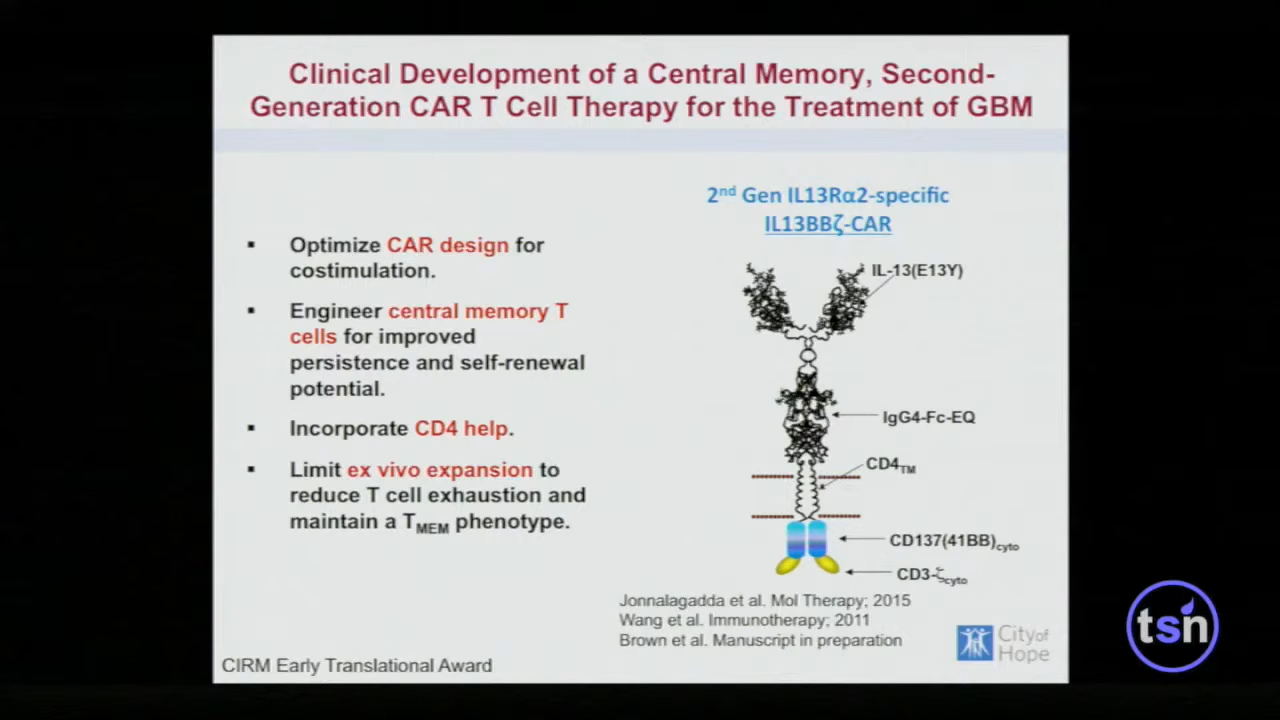 Clinical Development of a Central Memory, Second-
Generation CAR T Cell Therapy for the Treatment of GBM
▪ Optimize CAR design for
costimulation.
▪ Engineer central memory T
cells for improved
persistence and self-renewal
potential.
▪ Incorporate CD4 help.
▪ Limit ex vivo expansion to
reduce T cell exhaustion and
maintain a TMEM phenotype.
2nd Gen IL13Rα2-specific
IL13BBζ-CAR
IL-13(E13Y)
IgG4-Fc-EQ
CD4TM
CD137(41BB)cyto
CD3-ζcyto
Jonnalagadda et al. Mol Therapy; 2015
Wang et al. Immunotherapy; 2011
Brown et al. Manuscript in preparation
CIRM Early Translational Award
City of
Hope
tsn